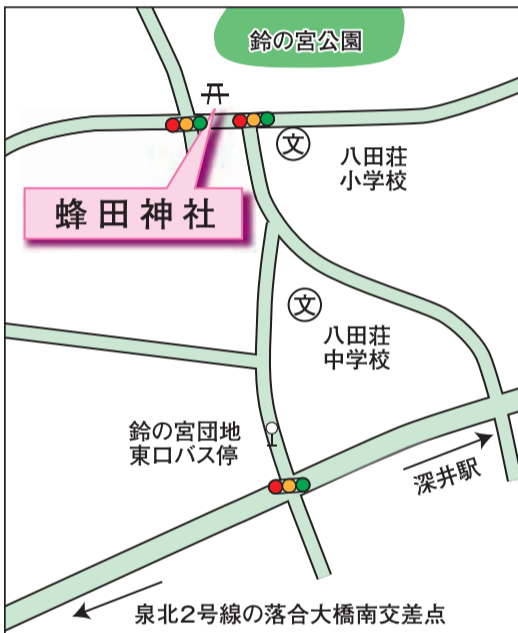 鈴の宮公園
文
八田荘
小学校
蜂田神社
文
八田荘
中学校
鈴の宮団地
東口バス停
深井駅
泉北2号線の落合大橋南交差点